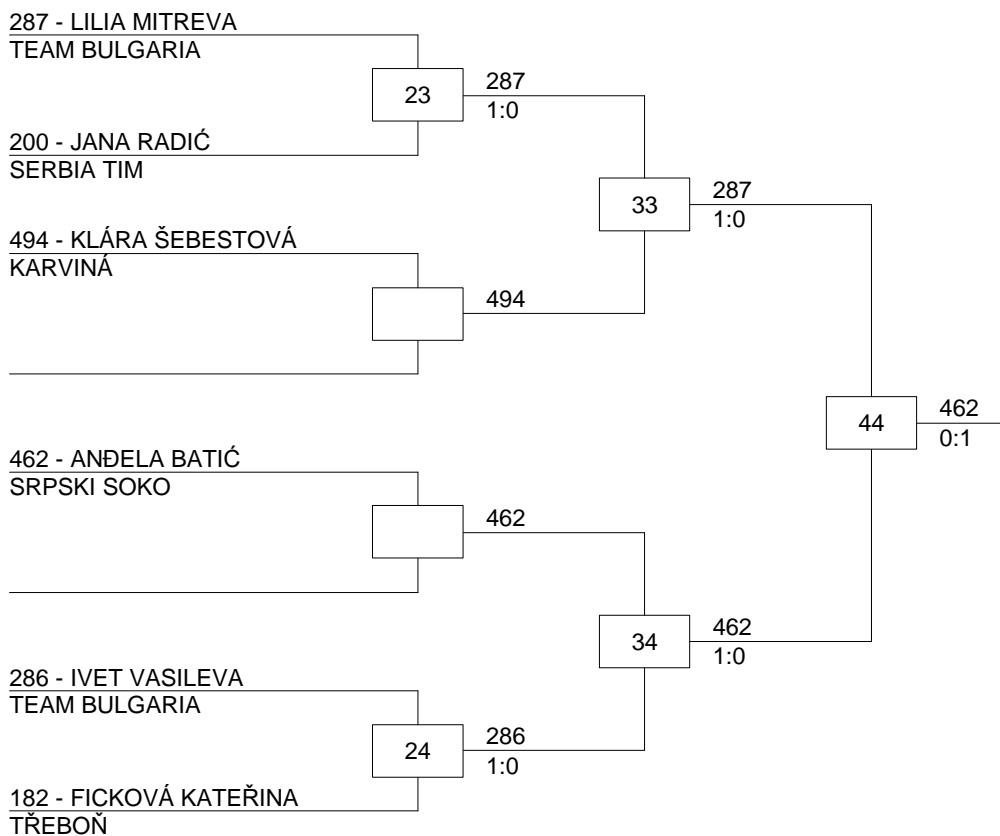 287 - LILIA MITREVA
TEAM BULGARIA
23
287
1:0
200 - JANA RADIĆ
SERBIA TIM
33
287
1:0
494 - KLÁRA ŠEBESTOVÁ
KARVINÁ
494
44
462
0:1
462 - ANĐELA BATIĆ
SRPSKI SOKO
462
34
462
1:0
286 - IVET VASILEVA
TEAM BULGARIA
24
286
1:0
182 - FICKOVÁ KATEŘINA
TŘEBOŇ